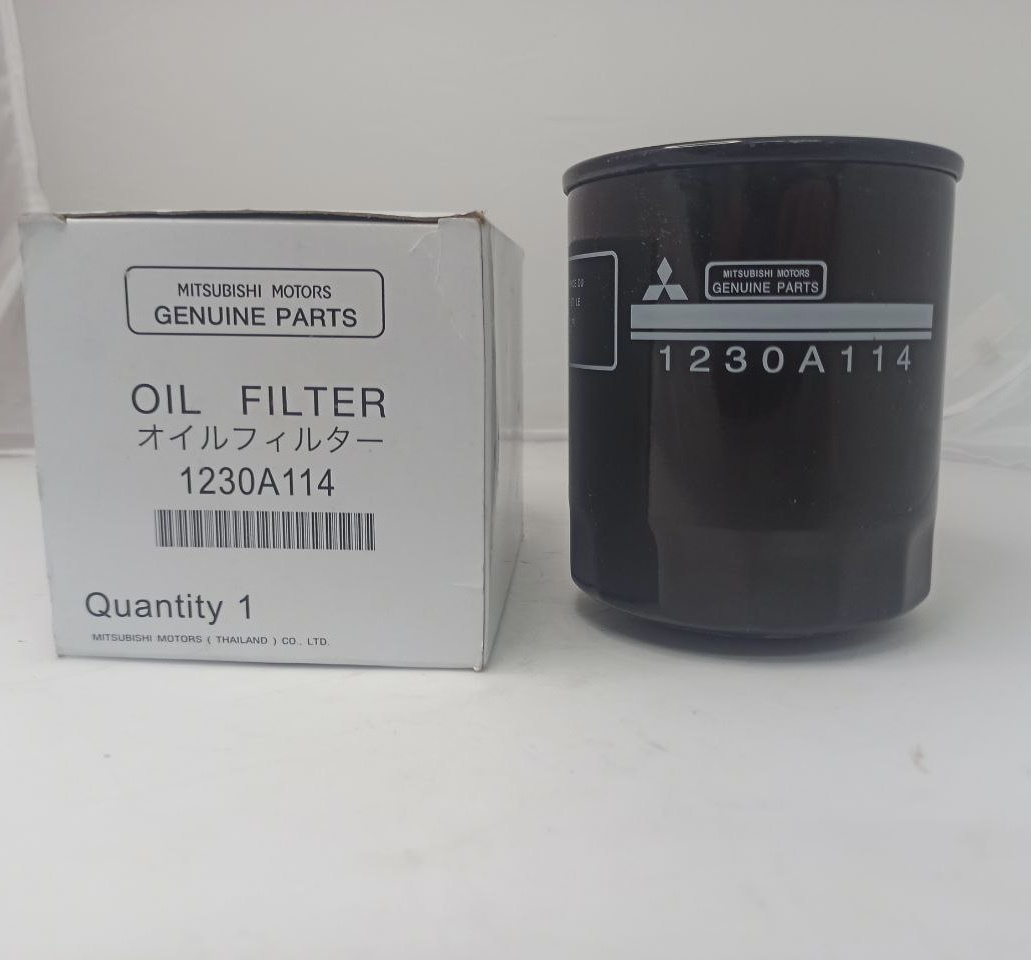 MITSUBISHI MOTORS
GENUINE PARTS
OIL FILTER
オイルフィルター
1230A114
Quantity 1
MITSUBISHI MOTORS ( THAILAND ) CO., LTD.
MITSUBISHI MOTORS
GENUINE PARTS
1230A114